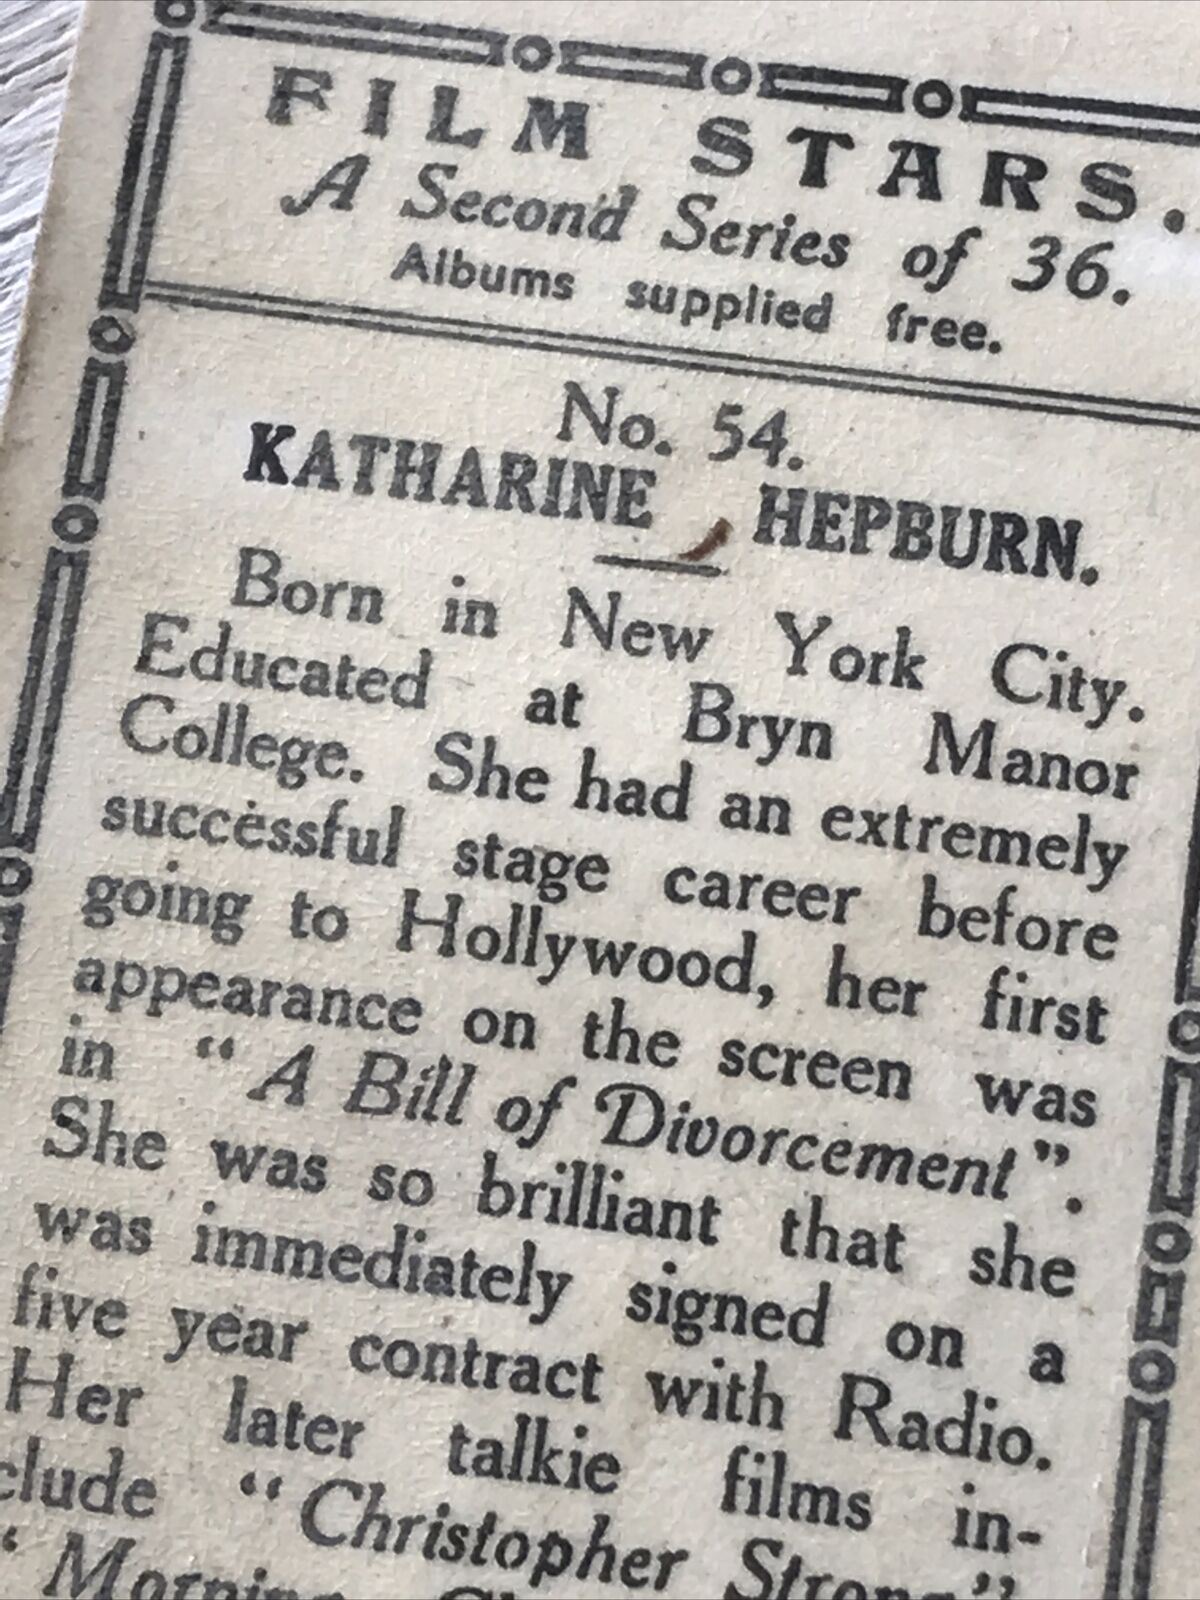 FILM STARS.
A Second Series of 36.
Albums supplied free.
No. 54.
KATHARINE HEPBURN.
Born in New York City.
Educated at Bryn Manor
College. She had an extremely
successful stage career before
going to Hollywood, her first
appearance on the screen was
in "A Bill of Divorcement".
She was so brilliant that she
was immediately signed on a
five year contract with Radio.
Her later talkie films in-
clude "Christopher Strong"
"Morning